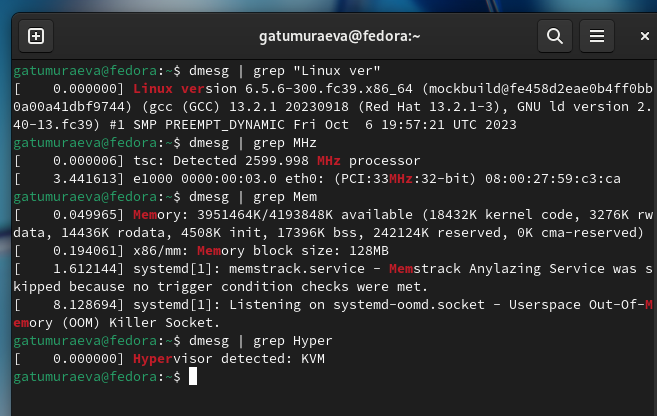 gatumuraeva@fedora:~
gatumuraeva@fedora:~$ dmesg | grep "Linux ver"
[    0.000000] Linux version 6.5.6-300.fc39.x86_64 (mockbuild@fe458d2eae0b4ff0bb
0a00a41dbf9744) (gcc (GCC) 13.2.1 20230918 (Red Hat 13.2.1-3), GNU ld version 2.
40-13.fc39) #1 SMP PREEMPT_DYNAMIC Fri Oct  6 19:57:21 UTC 2023
gatumuraeva@fedora:~$ dmesg | grep MHz
[    0.000006] tsc: Detected 2599.998 MHz processor
[    3.441613] e1000 0000:00:03.0 eth0: (PCI:33MHz:32-bit) 08:00:27:59:c3:ca
gatumuraeva@fedora:~$ dmesg | grep Mem
[    0.049965] Memory: 3951464K/4193848K available (18432K kernel code, 3276K rw
data, 14436K rodata, 4508K init, 17396K bss, 242124K reserved, 0K cma-reserved)
[    0.194061] x86/mm: Memory block size: 128MB
[    1.612144] systemd[1]: memstrack.service - Memstrack Anylazing Service was s
kipped because no trigger condition checks were met.
[    8.128694] systemd[1]: Listening on systemd-oomd.socket - Userspace Out-Of-M
emory (OOM) Killer Socket.
gatumuraeva@fedora:~$ dmesg | grep Hyper
[    0.000000] Hypervisor detected: KVM
gatumuraeva@fedora:~$